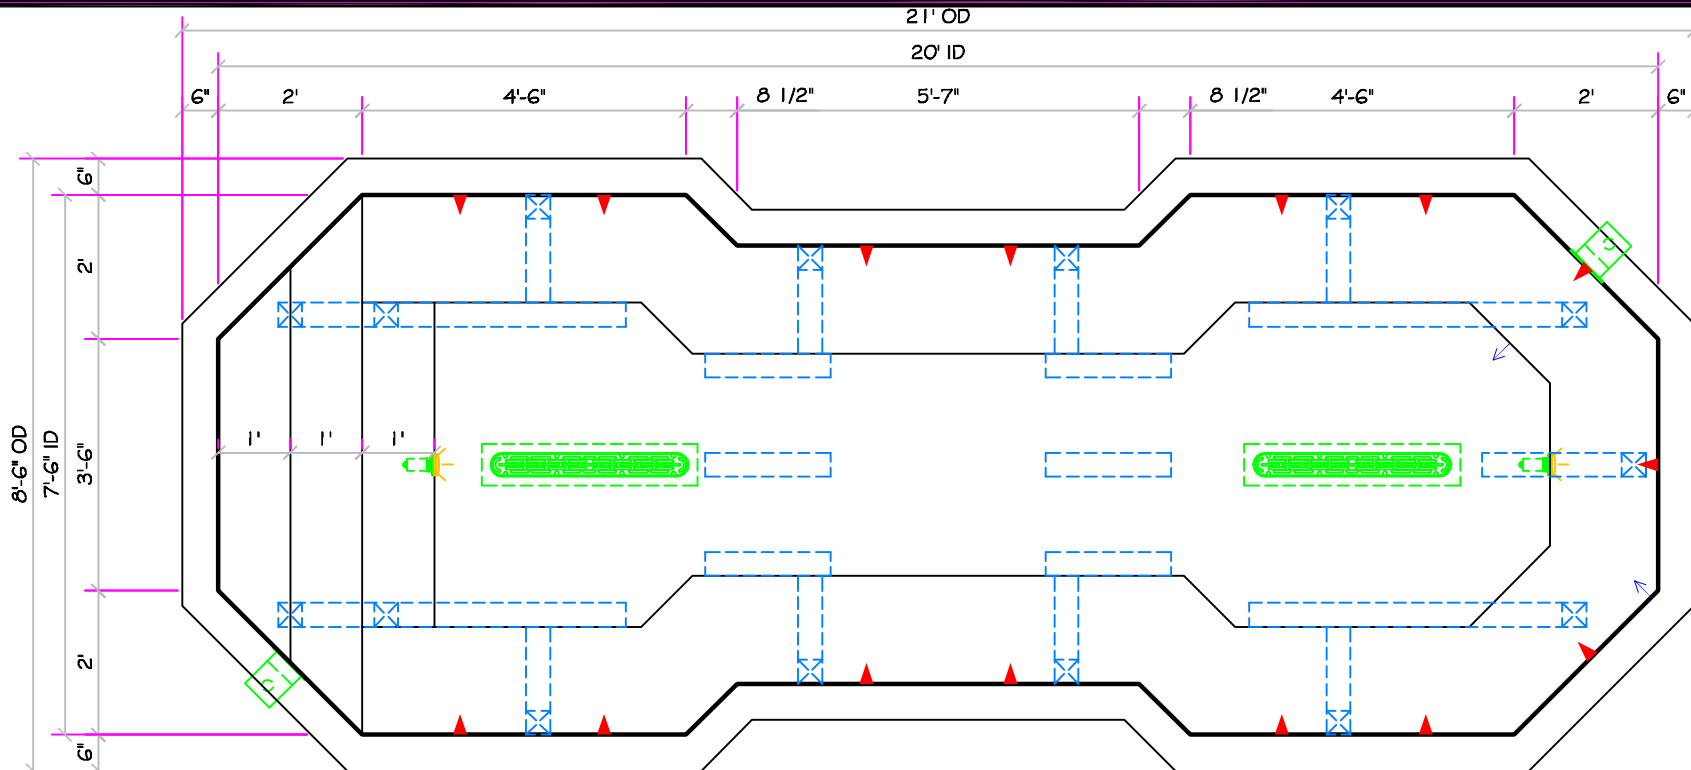 21' OD
20' ID
6" 2' 4'-6" 8 1/2" 5'-7" 8 1/2" 4'-6" 2' 6"
6"
2'
3'-6"
2'
6"
7'-6" ID
8'-6" OD
1' 1' 1'
C
C